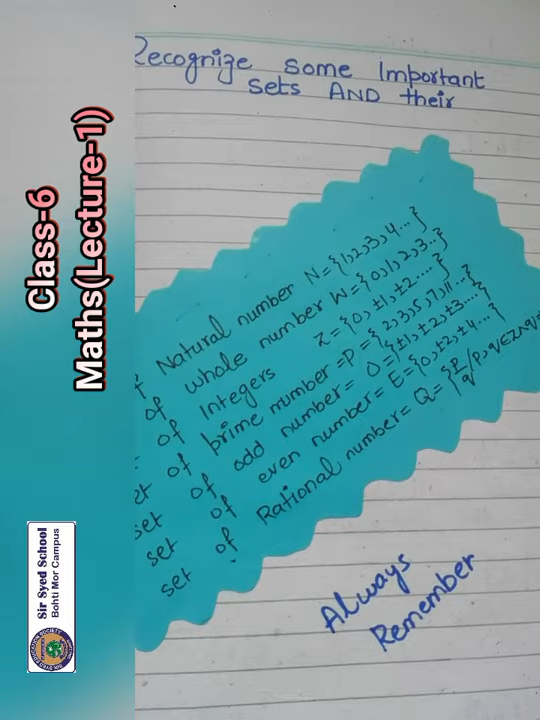 Class-6
Maths(Lecture-1)
Sir Syed School
Bohti Mor Campus
Recognize some Important
sets AND their
Natural number N={1,2,3,4...}
of whole number W={0,1,2,3..}
of Integers Z={0,±1,±2....}
set of prime number =P={2,3,5,7,11..}
set of odd number= O={±1,±2,±3...}
set of even number= E={0,±2,±4...}
set of Rational number= Q={P/q/P,q∈Z∧q≠
Always
Remember